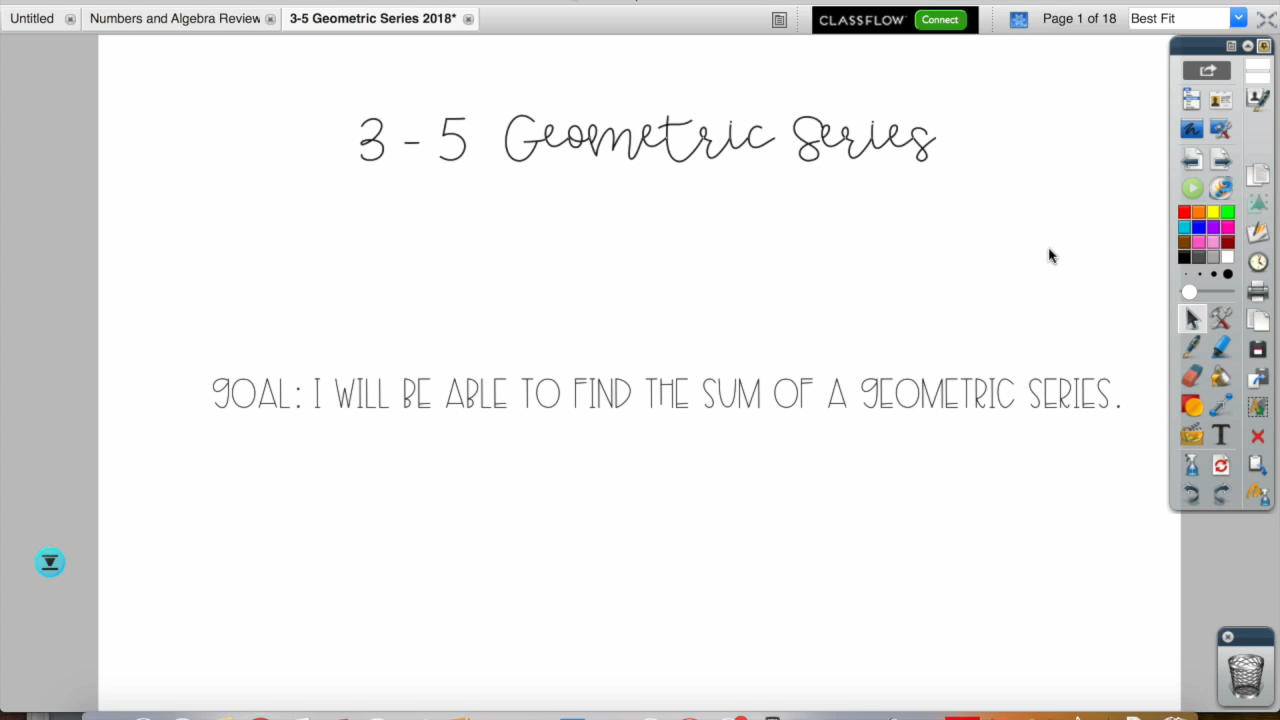 Untitled
Numbers and Algebra Review
3-5 Geometric Series 2018*
CLASSFLOW
Connect
Page 1 of 18
Best Fit
3 - 5 Geometric Series
GOAL: I WILL BE ABLE TO FIND THE SUM OF A GEOMETRIC SERIES.